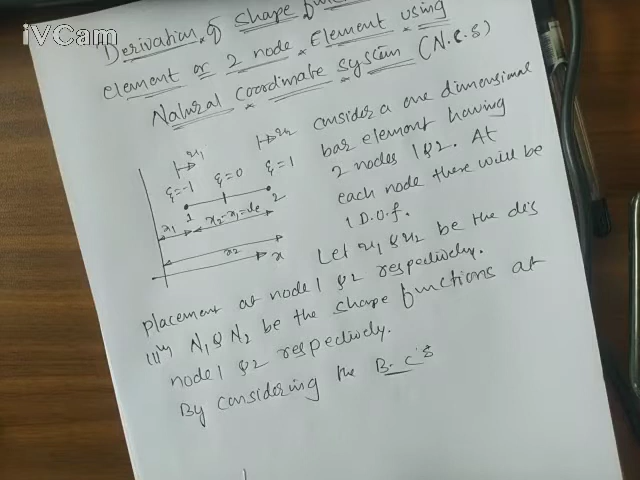 iVCam
Derivation of shape
element or 2 node Element using
Natural coordinate system (N.C.S)
consider a one dimensional
bar element having
2 nodes 1 & 2. At
each node there will be
1 D.O.f.
u1 u2
ξ=-1 ξ=0 ξ=1
1 2
x1 x2-x1=le
x2
x
Let u1 & u2 be the dis
placement at node 1 & 2 respectively.
|||ly N1 & N2 be the shape functions at
node 1 & 2 respectively.
By considering the B.C's